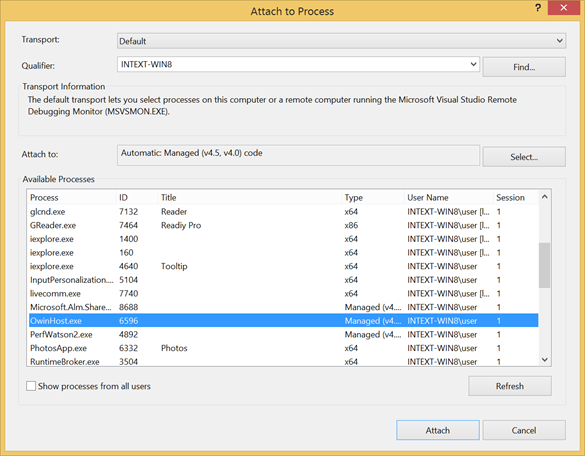 Attach to Process
?
Transport: Default
Qualifier: INTEXT-WIN8 Find...
Transport Information
The default transport lets you select processes on this computer or a remote computer running the Microsoft Visual Studio Remote
Debugging Monitor (MSVSMON.EXE).
Attach to: Automatic: Managed (v4.5, v4.0) code Select...
Available Processes
Process ID Title Type User Name Session
glcnd.exe 7132 Reader x64 INTEXT-WIN8\user [l... 1
GReader.exe 7464 Readiy Pro x86 INTEXT-WIN8\user [l... 1
iexplore.exe 1400 x64 INTEXT-WIN8\user 1
iexplore.exe 160 x64 INTEXT-WIN8\user 1
iexplore.exe 4640 Tooltip x64 INTEXT-WIN8\user 1
InputPersonalization.... 5104 x64 INTEXT-WIN8\user 1
livecomm.exe 7740 x64 INTEXT-WIN8\user [l... 1
Microsoft.Alm.Share... 8688 Managed (v4.... INTEXT-WIN8\user 1
OwinHost.exe 6596 Managed (v4.... INTEXT-WIN8\user 1
PerfWatson2.exe 4892 Managed (v4.... INTEXT-WIN8\user 1
PhotosApp.exe 6332 Photos x64 INTEXT-WIN8\user [l... 1
RuntimeBroker.exe 3504 x64 INTEXT-WIN8\user 1
Show processes from all users Refresh
Attach Cancel